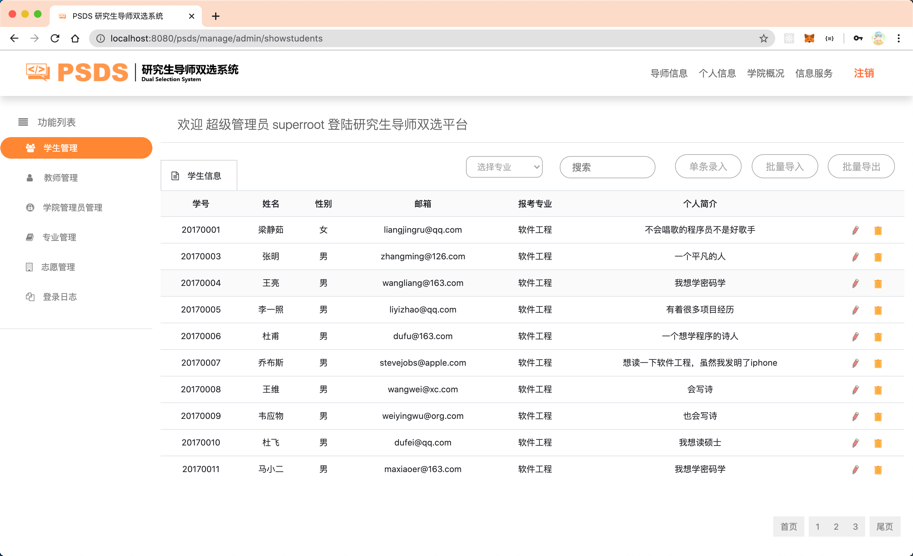 PSDS 研究生导师双选系统
localhost:8080/psds/manage/admin/showstudents
</> PSDS 研究生导师双选系统
Dual Selection System
导师信息 个人信息 学院概况 信息服务 注销
功能列表
学生管理
教师管理
学院管理员管理
专业管理
志愿管理
登录日志
欢迎 超级管理员 superroot 登陆研究生导师双选平台
学生信息 选择专业 搜索 单条录入 批量导入 批量导出
学号 姓名 性别 邮箱 报考专业 个人简介
20170001 梁静茹 女 liangjingru@qq.com 软件工程 不会唱歌的程序员不是好歌手
20170003 张明 男 zhangming@126.com 软件工程 一个平凡的人
20170004 王亮 男 wangliang@163.com 软件工程 我想学密码学
20170005 李一照 男 liyizhao@qq.com 软件工程 有着很多项目经历
20170006 杜甫 男 dufu@163.com 软件工程 一个想学程序的诗人
20170007 乔布斯 男 stevejobs@apple.com 软件工程 想读一下软件工程，虽然我发明了iphone
20170008 王维 男 wangwei@xc.com 软件工程 会写诗
20170009 韦应物 男 weiyingwu@org.com 软件工程 也会写诗
20170010 杜飞 男 dufei@qq.com 软件工程 我想读硕士
20170011 马小二 男 maxiaoer@163.com 软件工程 我想学密码学
首页 1 2 3 尾页